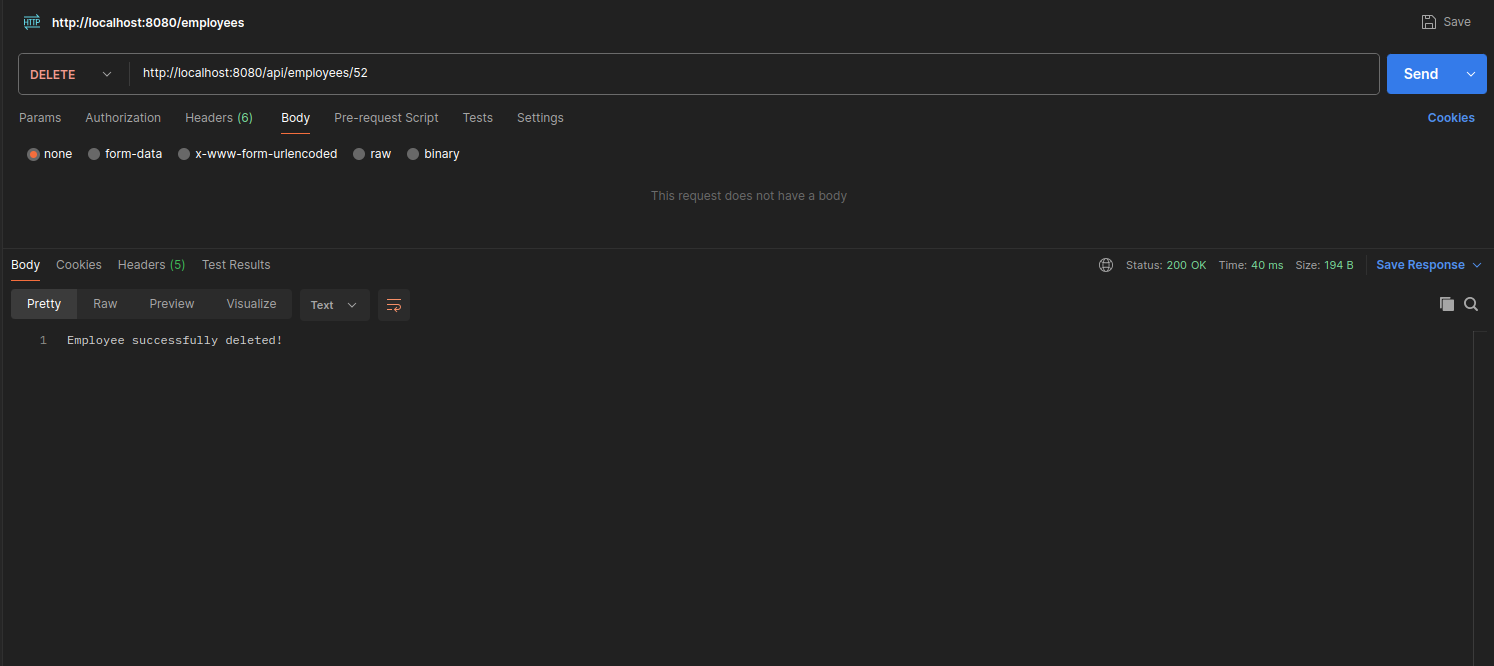 HTTP http://localhost:8080/employees Save
DELETE http://localhost:8080/api/employees/52 Send
Params Authorization Headers (6) Body Pre-request Script Tests Settings Cookies
none form-data x-www-form-urlencoded raw binary
This request does not have a body
Body Cookies Headers (5) Test Results Status: 200 OK Time: 40 ms Size: 194 B Save Response
Pretty Raw Preview Visualize Text
1 Employee successfully deleted!